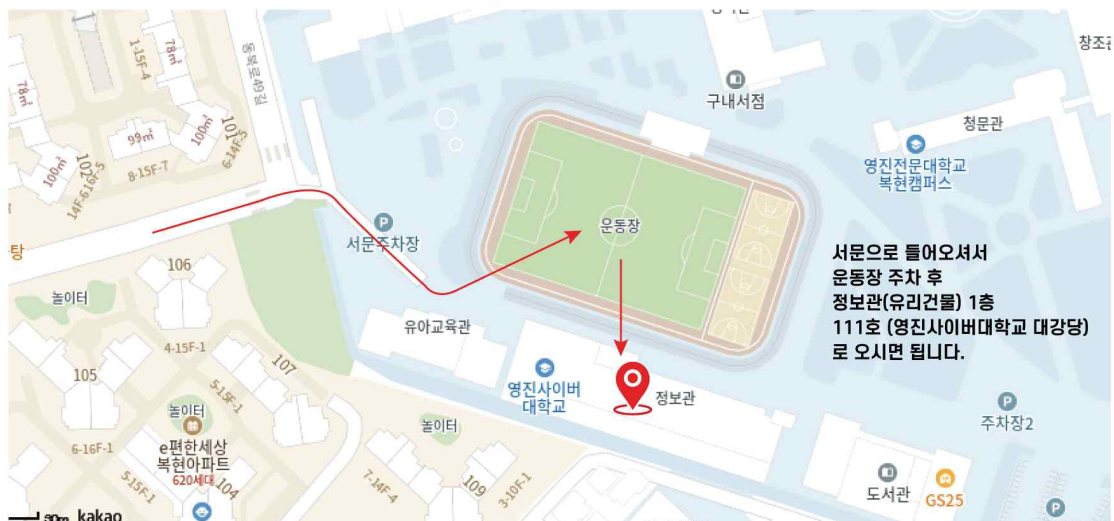 동북로49길
78㎡
1-15F-4
78㎡
99㎡
100㎡
101
6-14F-5
8-15F-7
102
100㎡
14F-6
16F-5
탕
구내서점
창조관
청문관
영진전문대학교
복현캠퍼스
운동장
서문주차장
서문으로 들어오셔서
운동장 주차 후
정보관(유리건물) 1층
111호 (영진사이버대학교 대강당)
로 오시면 됩니다.
106
놀이터
4-15F-1
유아교육관
107
5-15F-1
105
6-16F-1
놀이터
e편한세상
복현아파트
620세대
5-15F-1
104
영진사이버
대학교
정보관
놀이터
109
7-14F-4
3-10F-1
주차장2
도서관
GS25
kakao